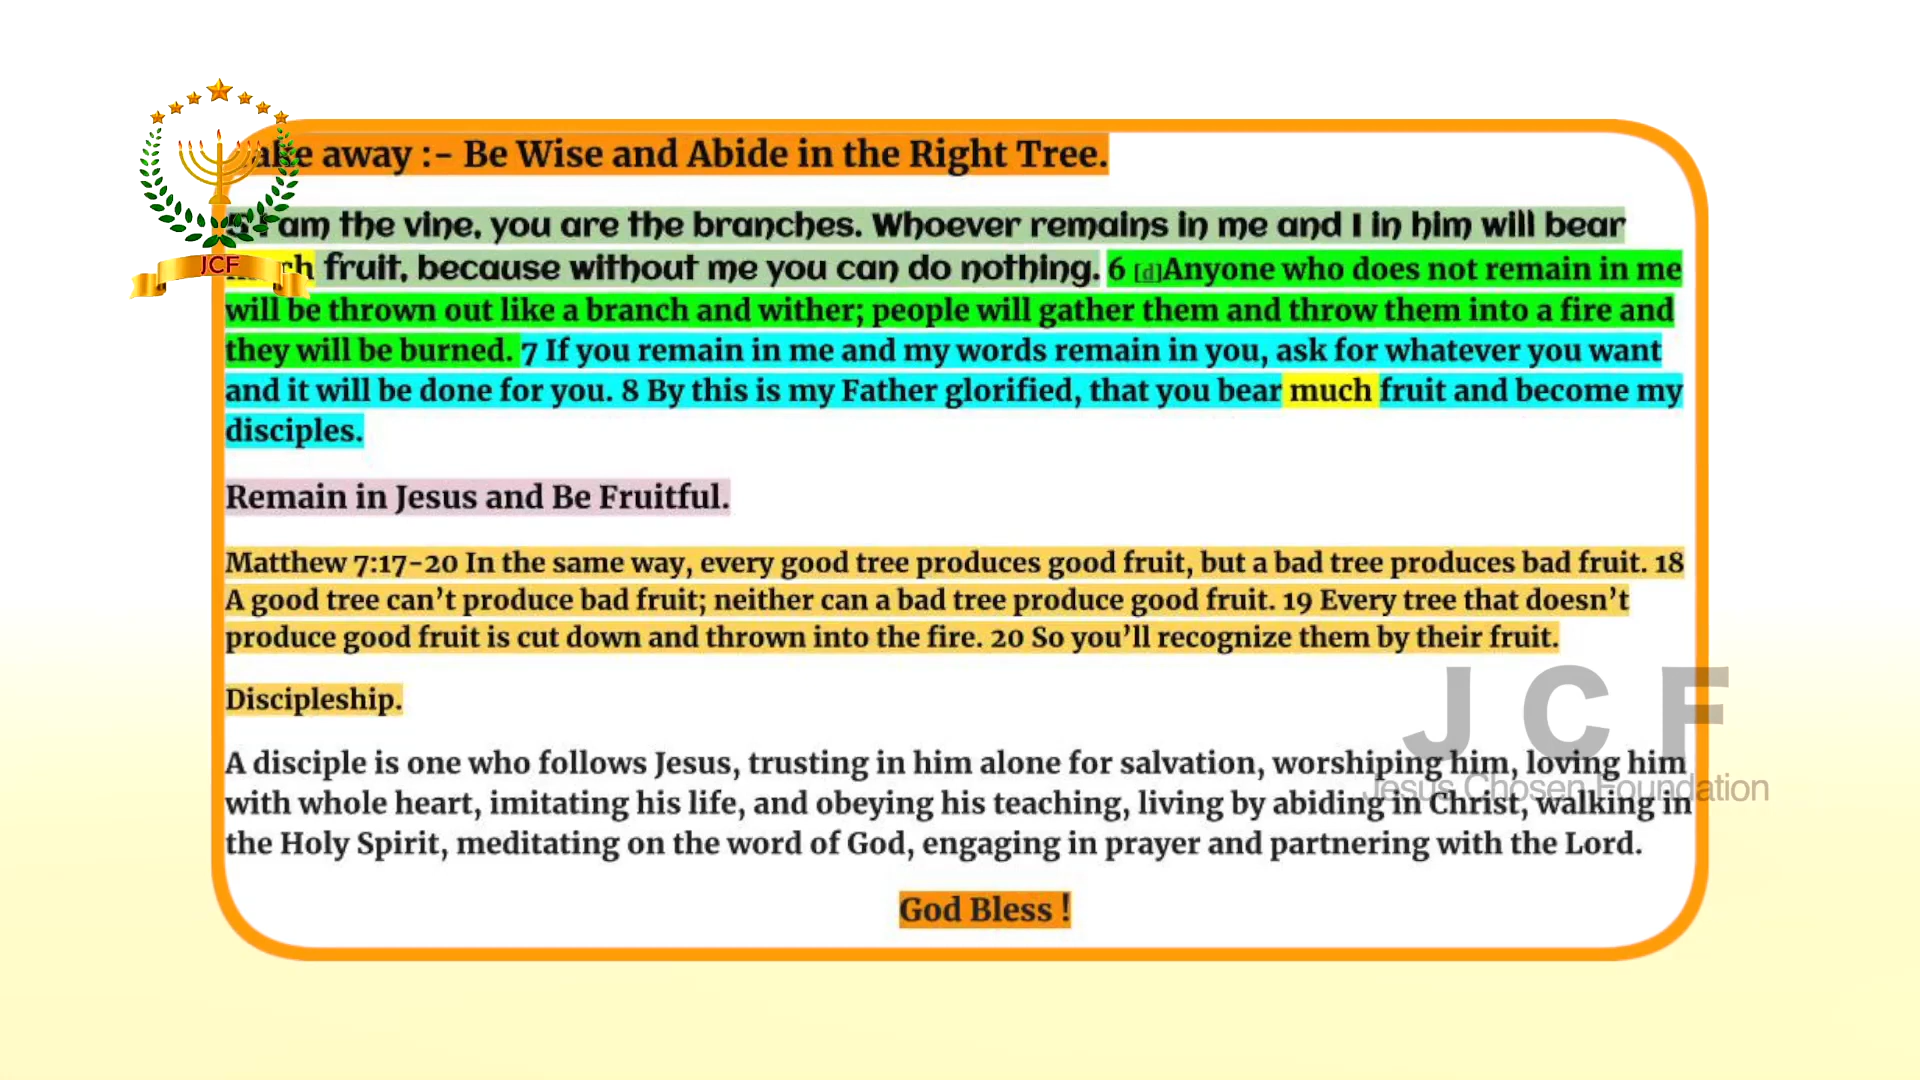 away :- Be Wise and Abide in the Right Tree.
am the vine, you are the branches. Whoever remains in me and I in him will bear
fruit, because without me you can do nothing. 6 [d]Anyone who does not remain in me
will be thrown out like a branch and wither; people will gather them and throw them into a fire and
they will be burned. 7 If you remain in me and my words remain in you, ask for whatever you want
and it will be done for you. 8 By this is my Father glorified, that you bear much fruit and become my
disciples.
JCF
Remain in Jesus and Be Fruitful.
Matthew 7:17-20 In the same way, every good tree produces good fruit, but a bad tree produces bad fruit. 18
A good tree can’t produce bad fruit; neither can a bad tree produce good fruit. 19 Every tree that doesn’t
produce good fruit is cut down and thrown into the fire. 20 So you’ll recognize them by their fruit.
Discipleship.
A disciple is one who follows Jesus, trusting in him alone for salvation, worshiping him, loving him
with whole heart, imitating his life, and obeying his teaching, living by abiding in Christ, walking in
the Holy Spirit, meditating on the word of God, engaging in prayer and partnering with the Lord.
J C F
Jesus Chosen Foundation
God Bless !